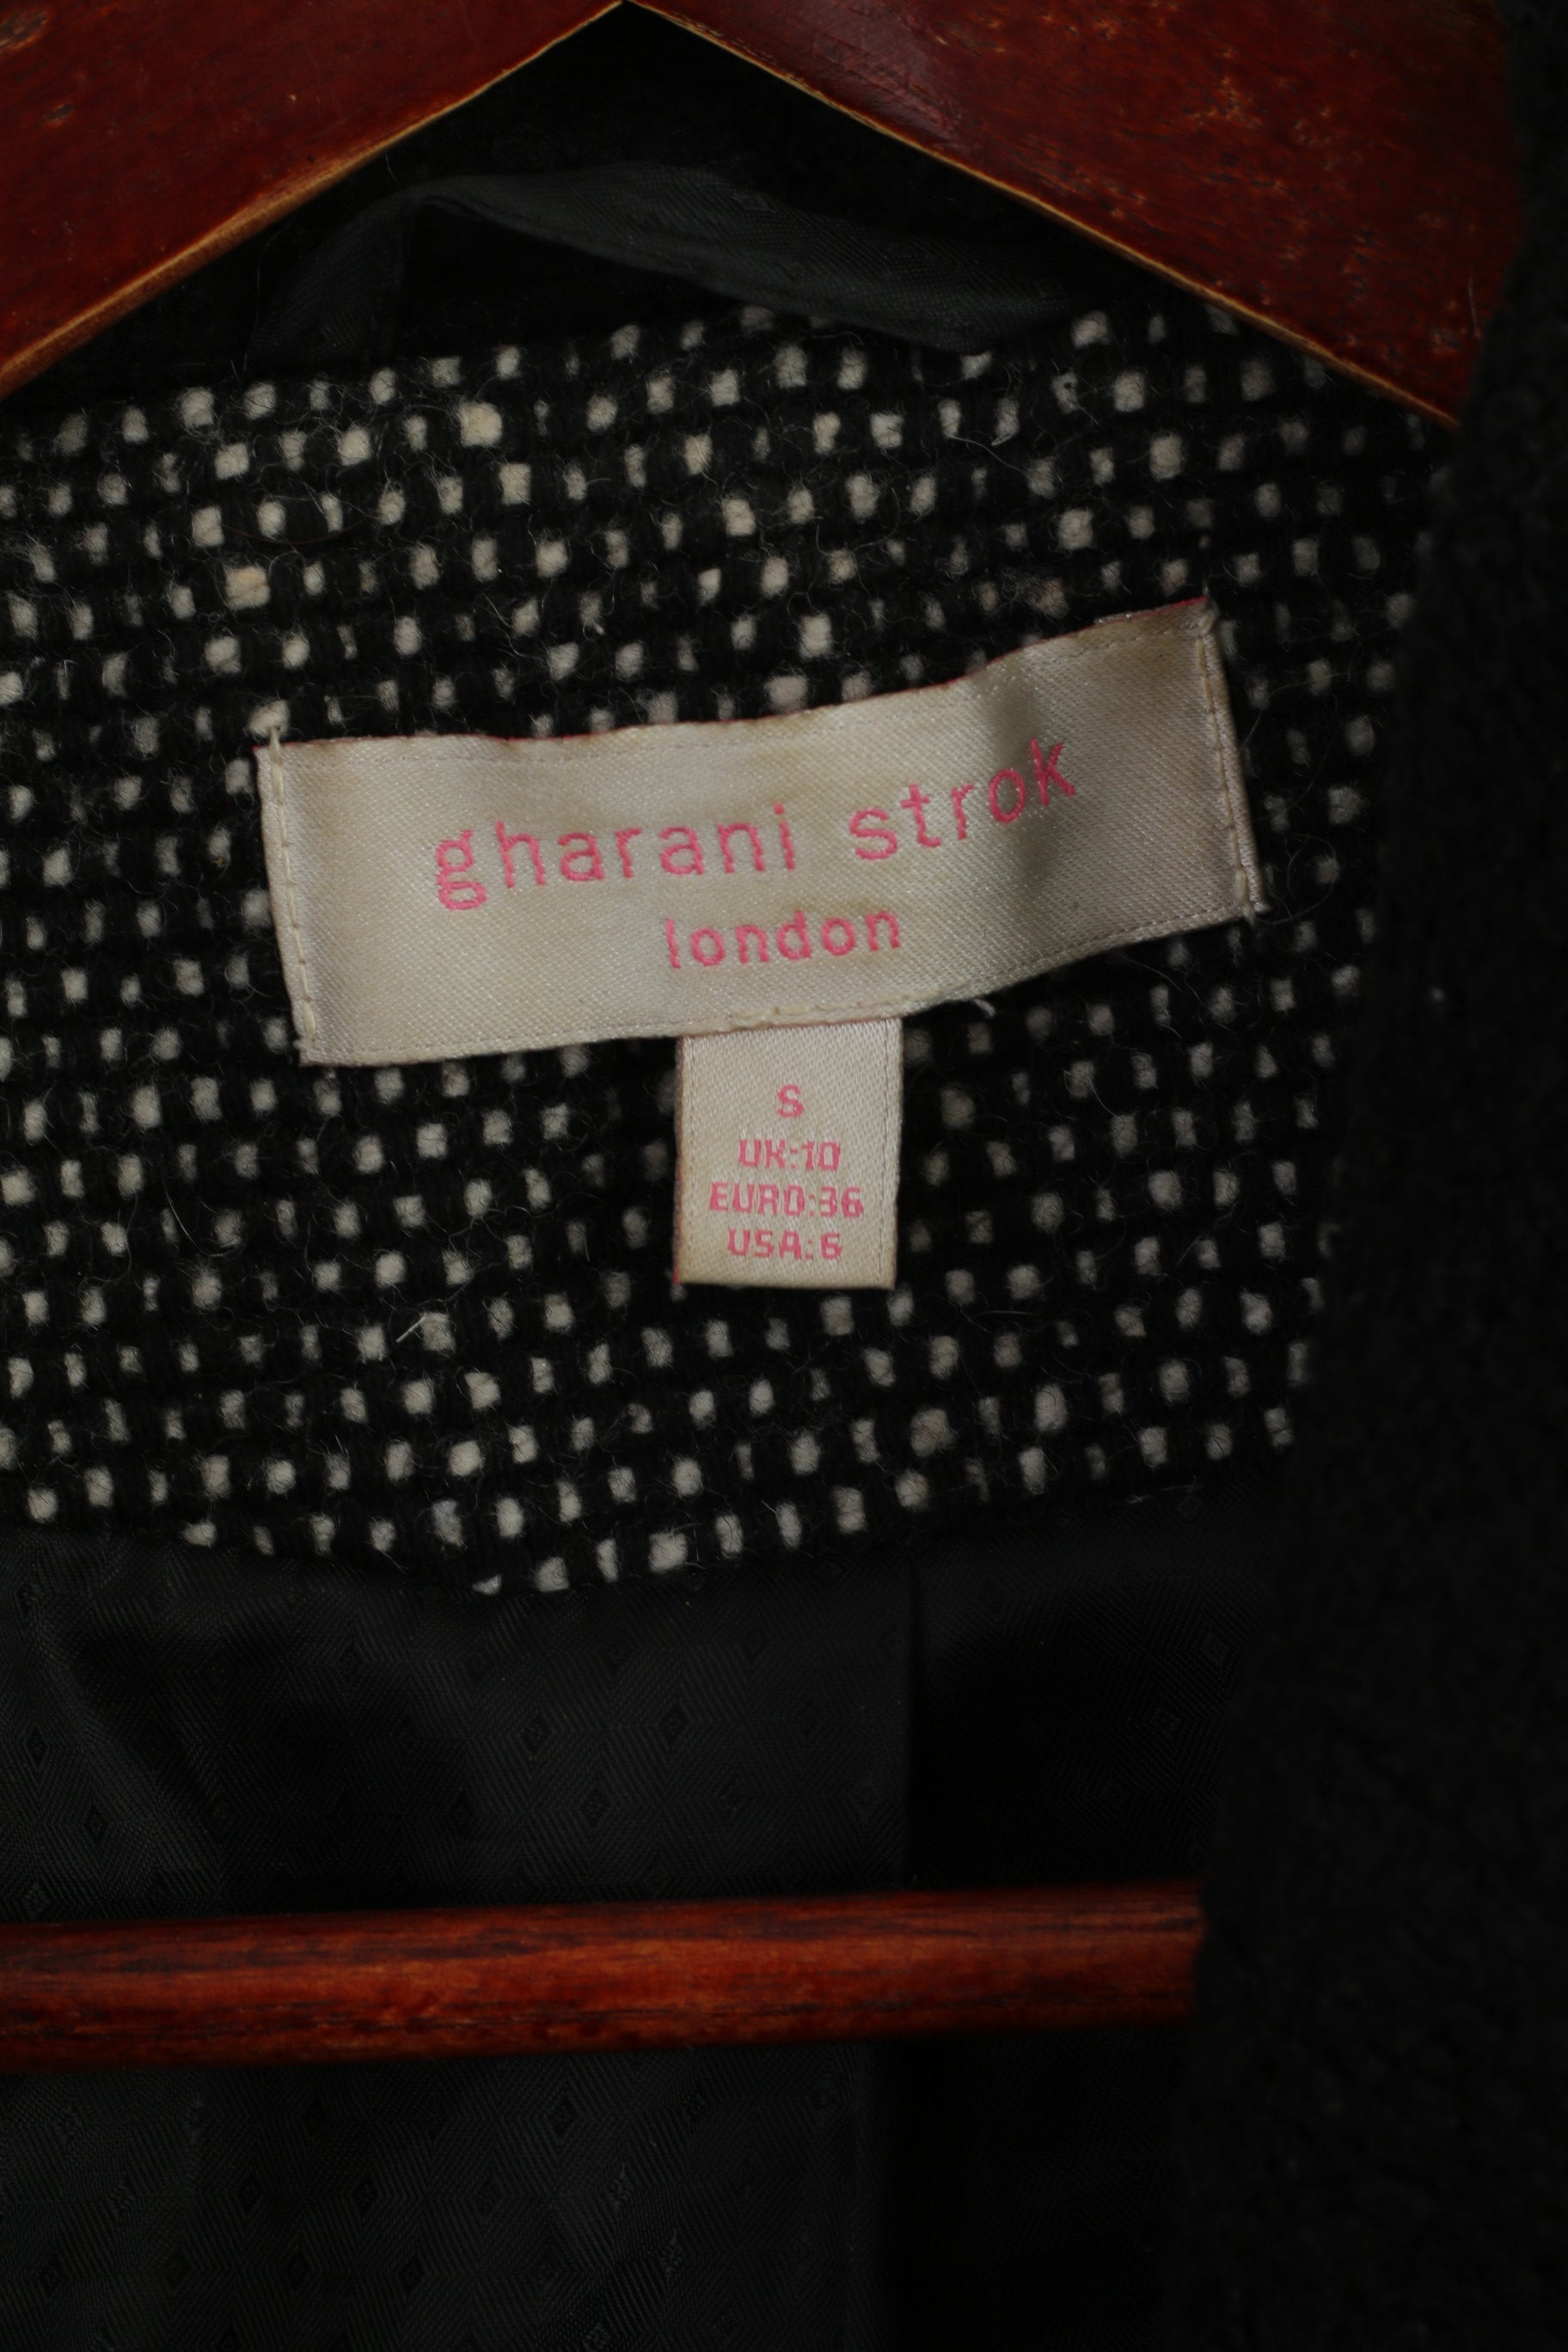 gharani strok
london
S
UK:10
EURO:36
USA:6